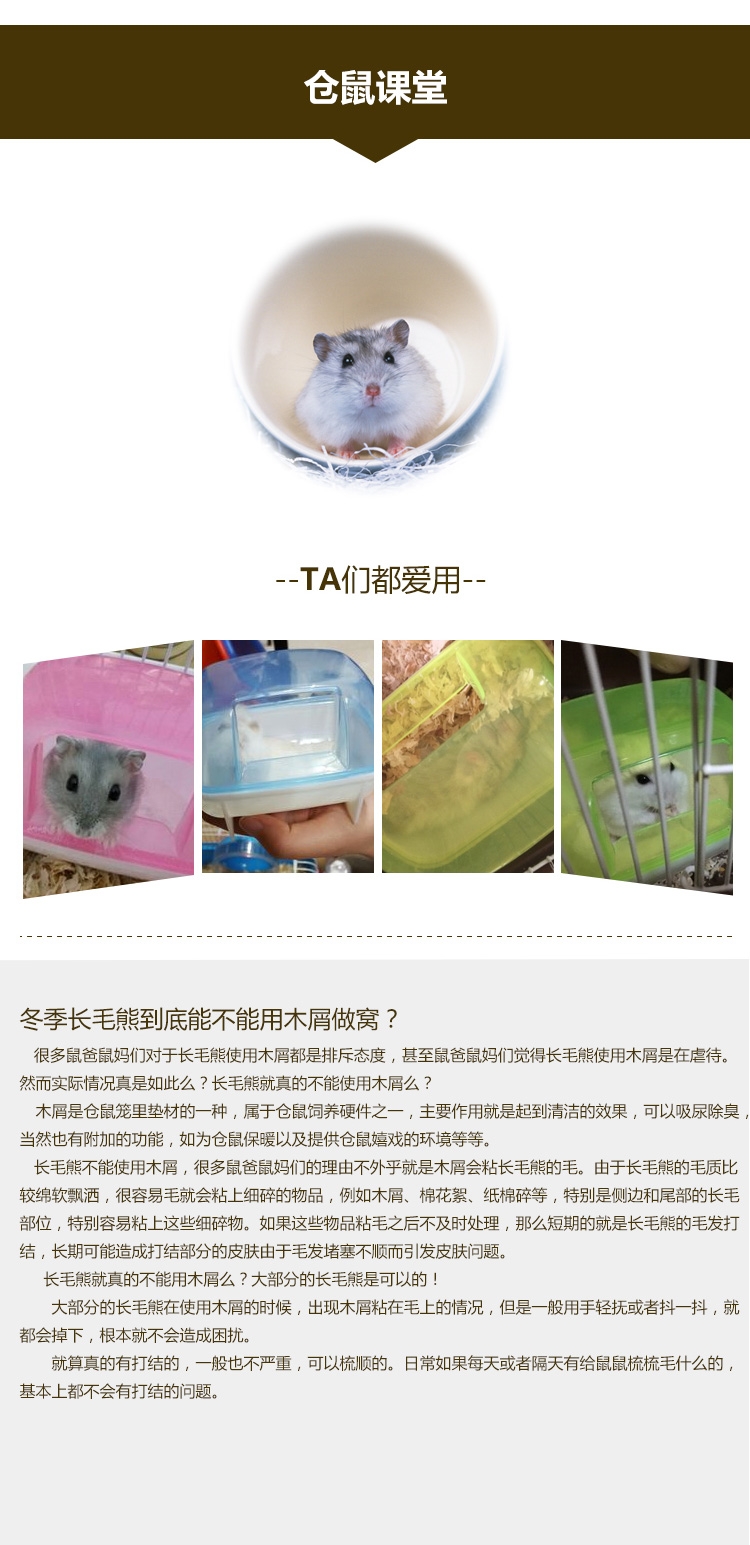 仓鼠课堂
--TA们都爱用--
冬季长毛熊到底能不能用木屑做窝？
很多鼠爸鼠妈们对于长毛熊使用木屑都是排斥态度，甚至鼠爸鼠妈们觉得长毛熊使用木屑是在虐待。
然而实际情况真是如此么？长毛熊就真的不能使用木屑么？
木屑是仓鼠笼里垫材的一种，属于仓鼠饲养硬件之一，主要作用就是起到清洁的效果，可以吸尿除臭，
当然也有附加的功能，如为仓鼠保暖以及提供仓鼠嬉戏的环境等等。
长毛熊不能使用木屑，很多鼠爸鼠妈们的理由不外乎就是木屑会粘长毛熊的毛。由于长毛熊的毛质比
较绵软飘洒，很容易毛就会粘上细碎的物品，例如木屑、棉花絮、纸棉碎等，特别是侧边和尾部的长毛
部位，特别容易粘上这些细碎物。如果这些物品粘毛之后不及时处理，那么短期的就是长毛熊的毛发打
结，长期可能造成打结部分的皮肤由于毛发堵塞不顺而引发皮肤问题。
长毛熊就真的不能用木屑么？大部分的长毛熊是可以的！
大部分的长毛熊在使用木屑的时候，出现木屑粘在毛上的情况，但是一般用手轻抚或者抖一抖，就
都会掉下，根本就不会造成困扰。
就算真的有打结的，一般也不严重，可以梳顺的。日常如果每天或者隔天有给鼠鼠梳梳毛什么的，
基本上都不会有打结的问题。